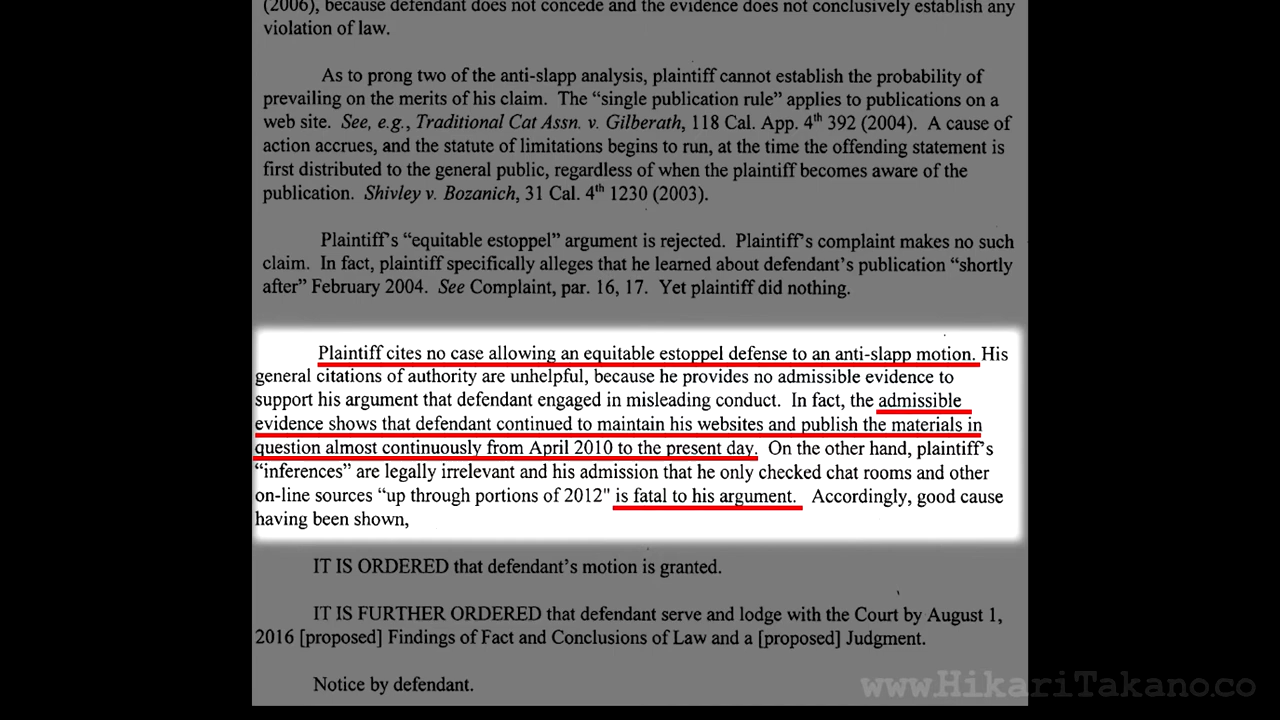 (2006), because defendant does not concede and the evidence does not conclusively establish any
violation of law.
As to prong two of the anti-slapp analysis, plaintiff cannot establish the probability of
prevailing on the merits of his claim. The “single publication rule” applies to publications on a
web site. See, e.g., Traditional Cat Assn. v. Gilberath, 118 Cal. App. 4th 392 (2004). A cause of
action accrues, and the statute of limitations begins to run, at the time the offending statement is
first distributed to the general public, regardless of when the plaintiff becomes aware of the
publication. Shivley v. Bozanich, 31 Cal. 4th 1230 (2003).
Plaintiff's “equitable estoppel” argument is rejected. Plaintiff's complaint makes no such
claim. In fact, plaintiff specifically alleges that he learned about defendant's publication “shortly
after” February 2004. See Complaint, par. 16, 17. Yet plaintiff did nothing.
Plaintiff cites no case allowing an equitable estoppel defense to an anti-slapp motion. His
general citations of authority are unhelpful, because he provides no admissible evidence to
support his argument that defendant engaged in misleading conduct. In fact, the admissible
evidence shows that defendant continued to maintain his websites and publish the materials in
question almost continuously from April 2010 to the present day. On the other hand, plaintiff's
“inferences” are legally irrelevant and his admission that he only checked chat rooms and other
on-line sources “up through portions of 2012" is fatal to his argument. Accordingly, good cause
having been shown,
IT IS ORDERED that defendant's motion is granted.
IT IS FURTHER ORDERED that defendant serve and lodge with the Court by August 1,
2016 [proposed] Findings of Fact and Conclusions of Law and a [proposed] Judgment.
Notice by defendant.
www.HikariTakano.co